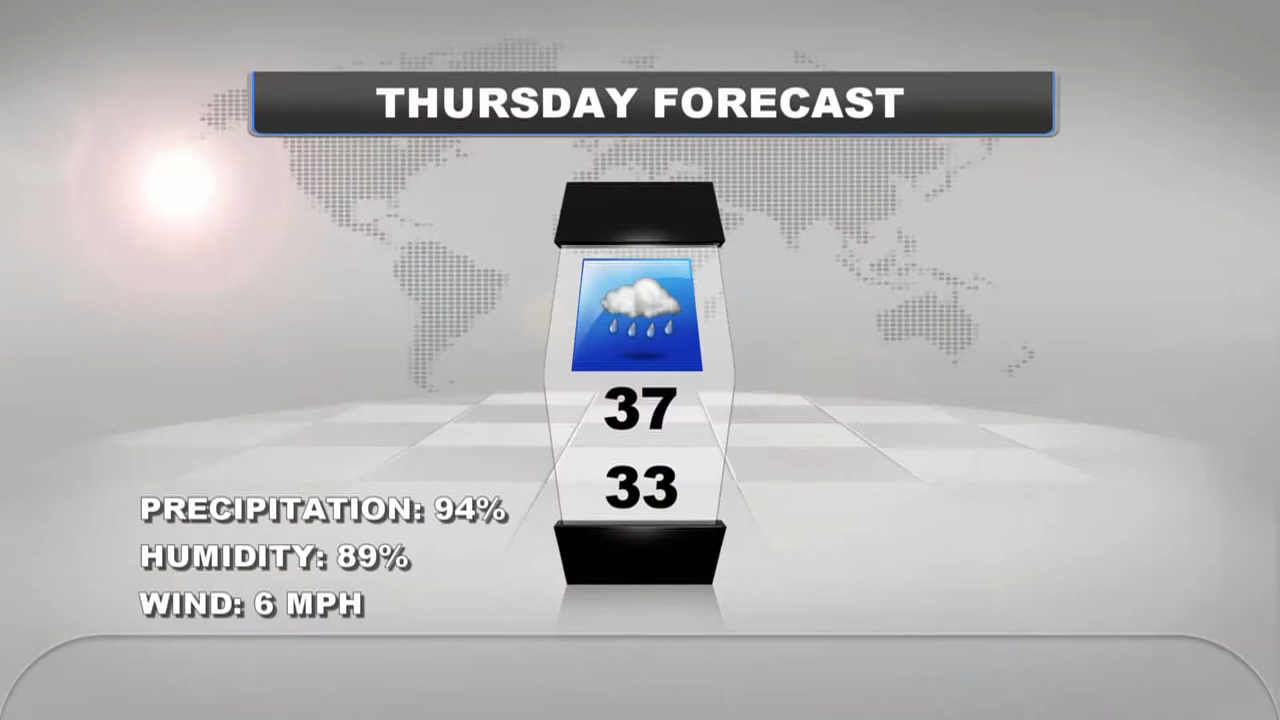 THURSDAY FORECAST
37
33
PRECIPITATION: 94%
HUMIDITY: 89%
WIND: 6 MPH